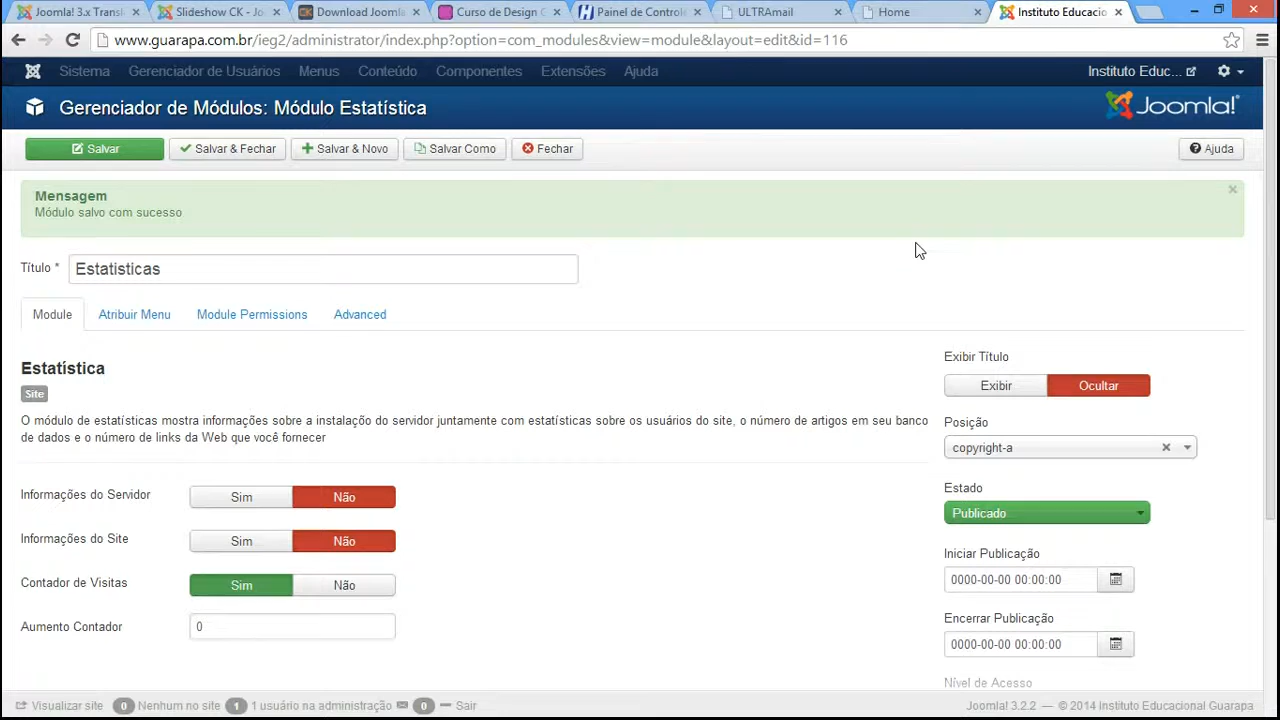 Joomla! 3.x Transl
Slideshow CK - Jo
Download Joomla
Curso de Design G
Painel de Controle
ULTRAmail
Home
Instituto Educacio
www.guarapa.com.br/ieg2/administrator/index.php?option=com_modules&view=module&layout=edit&id=116
Sistema Gerenciador de Usuários Menus Conteúdo Componentes Extensões Ajuda Instituto Educ...
Gerenciador de Módulos: Módulo Estatística Joomla!®
Salvar Salvar & Fechar Salvar & Novo Salvar Como Fechar Ajuda
Mensagem
Módulo salvo com sucesso
Título * Estatisticas
Module Atribuir Menu Module Permissions Advanced
Estatística
Site
O módulo de estatísticas mostra informações sobre a instalação do servidor juntamente com estatísticas sobre os usuários do site, o número de artigos em seu banco
de dados e o número de links da Web que você fornecer
Informações do Servidor Sim Não
Informações do Site Sim Não
Contador de Visitas Sim Não
Aumento Contador 0
Exibir Título
Exibir Ocultar
Posição
copyright-a
Estado
Publicado
Iniciar Publicação
0000-00-00 00:00:00
Encerrar Publicação
0000-00-00 00:00:00
Nível de Acesso
Visualizar site 0 Nenhum no site 1 1 usuário na administração 0 Sair Joomla! 3.2.2 — © 2014 Instituto Educacional Guarapa